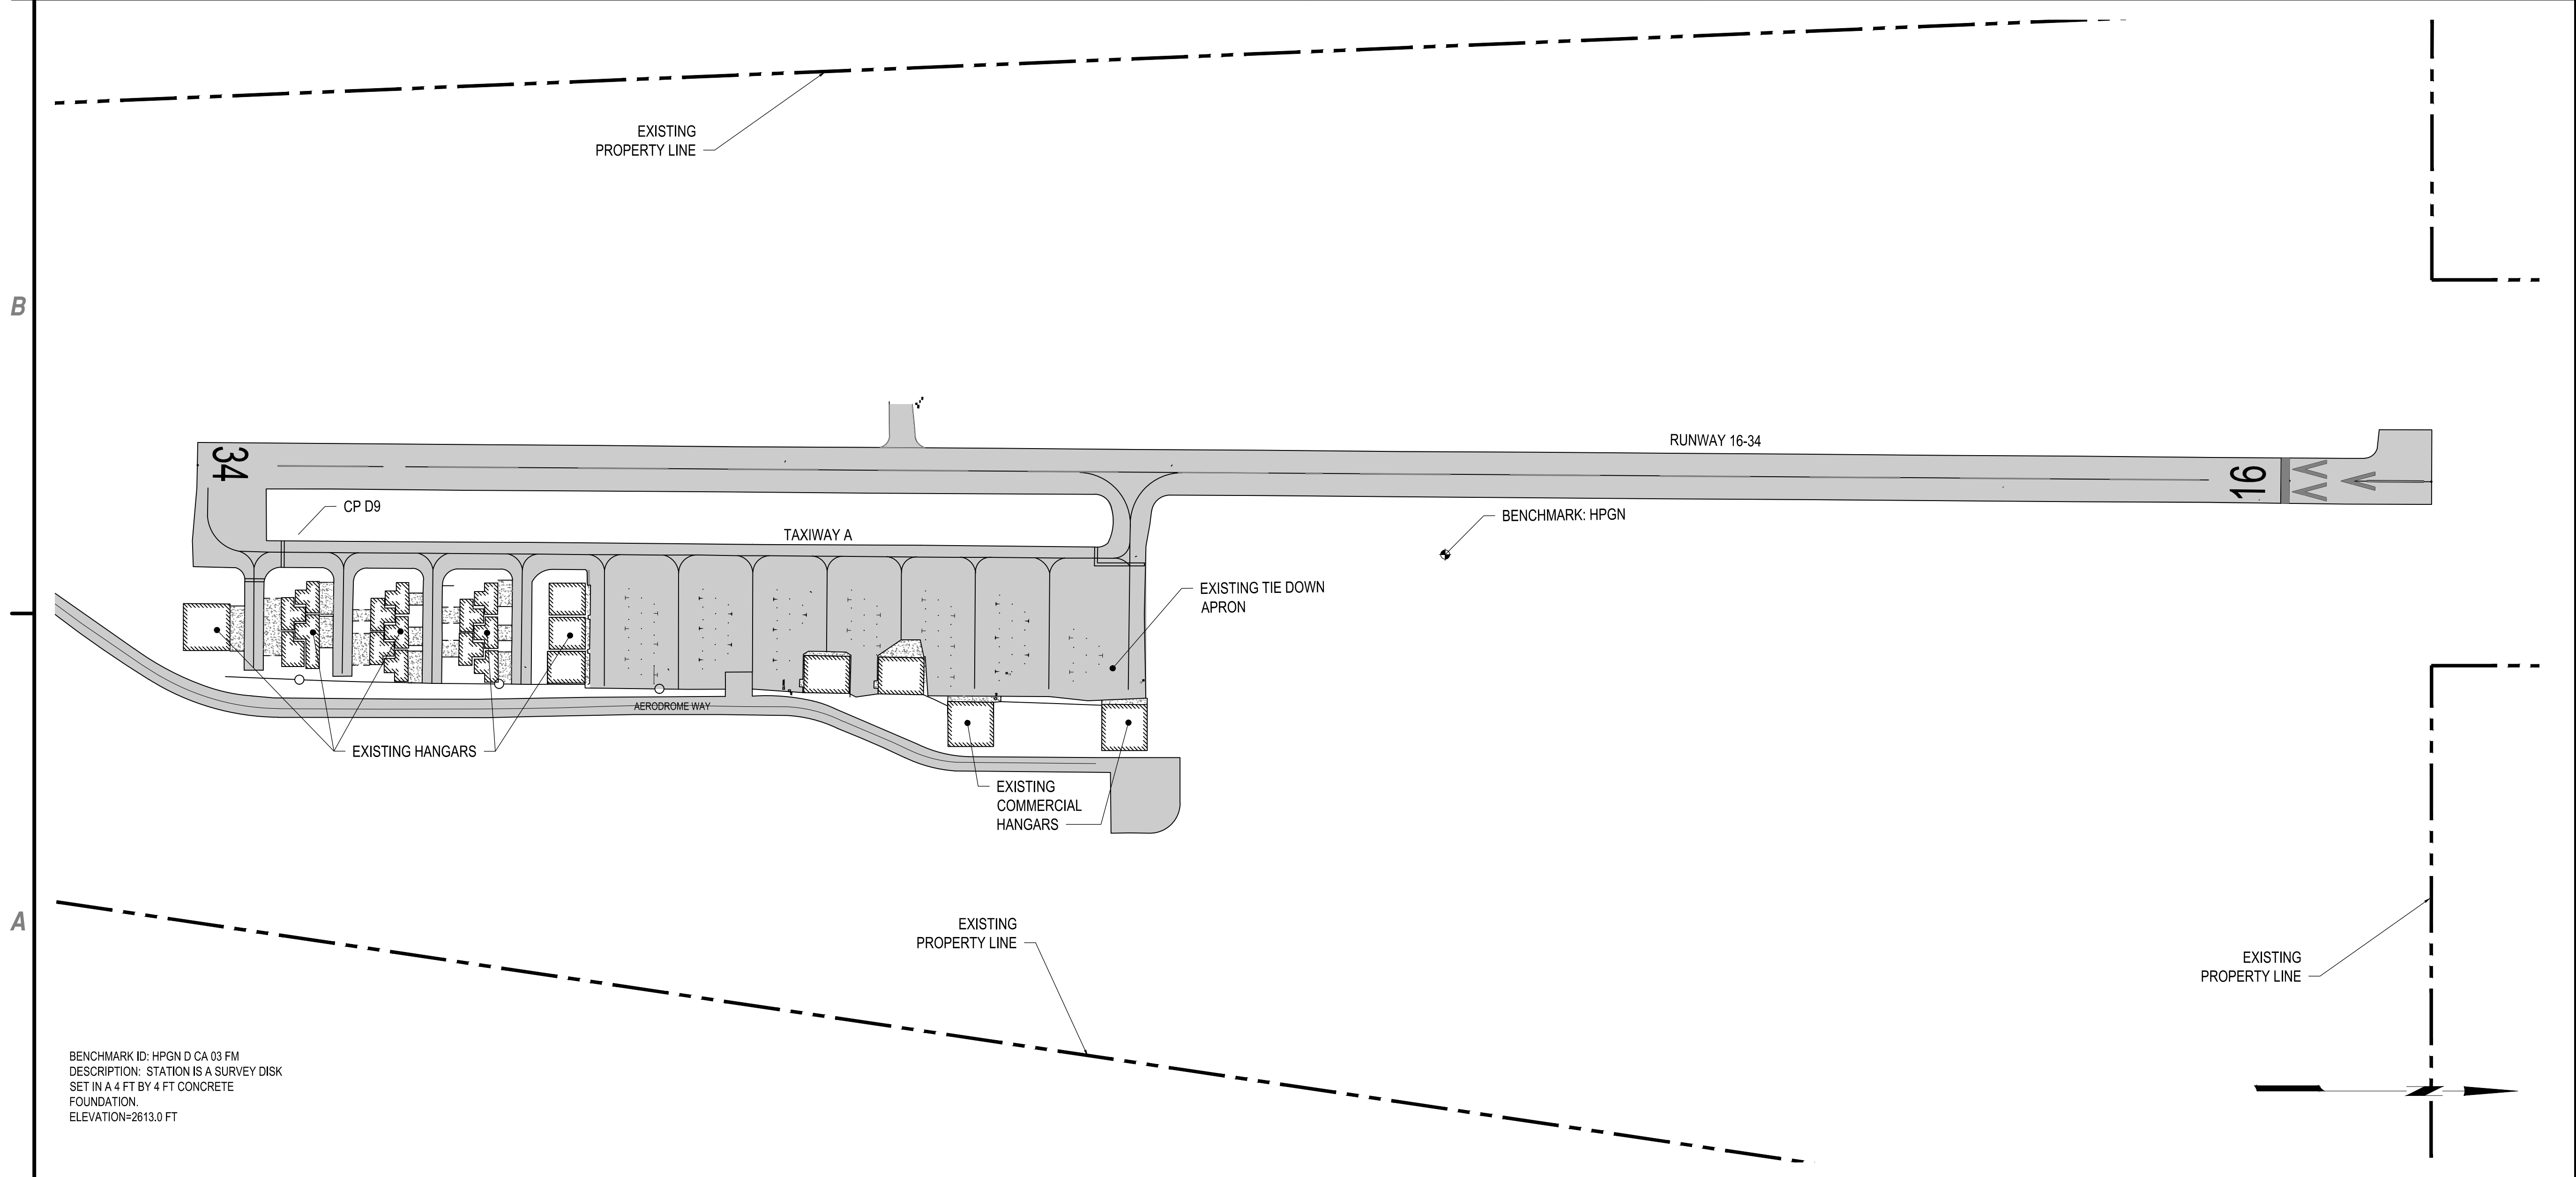 EXISTING
PROPERTY LINE
B
RUNWAY 16-34
34
16
CP D9
BENCHMARK: HPGN
TAXIWAY A
EXISTING TIE DOWN
APRON
AERODROME WAY
EXISTING HANGARS
EXISTING
COMMERCIAL
HANGARS
A
EXISTING
PROPERTY LINE
EXISTING
PROPERTY LINE
BENCHMARK ID: HPGN D CA 03 FM
DESCRIPTION: STATION IS A SURVEY DISK
SET IN A 4 FT BY 4 FT CONCRETE
FOUNDATION.
ELEVATION=2613.0 FT